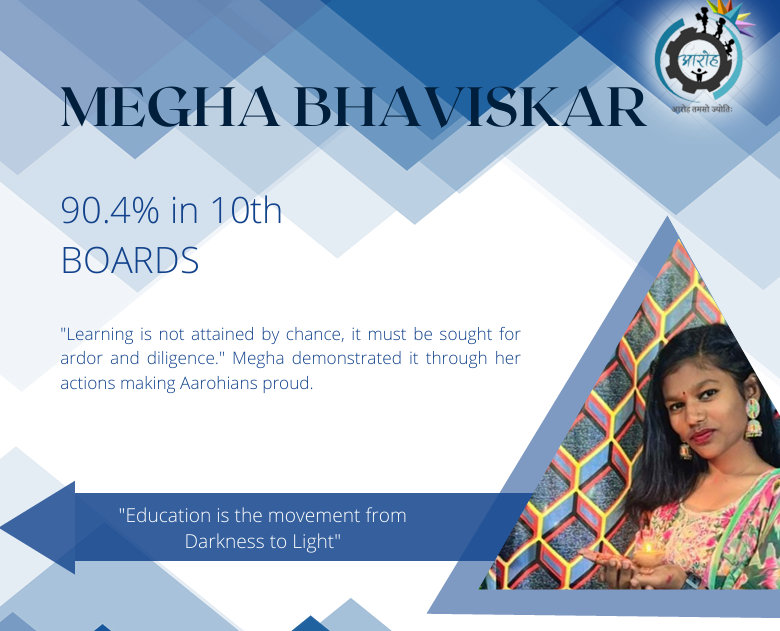 आरोह
आरोह तमसो ज्योतिः
MEGHA BHAVISKAR
90.4% in 10th
BOARDS
"Learning is not attained by chance, it must be sought for
ardor and diligence." Megha demonstrated it through her
actions making Aarohians proud.
"Education is the movement from
Darkness to Light"